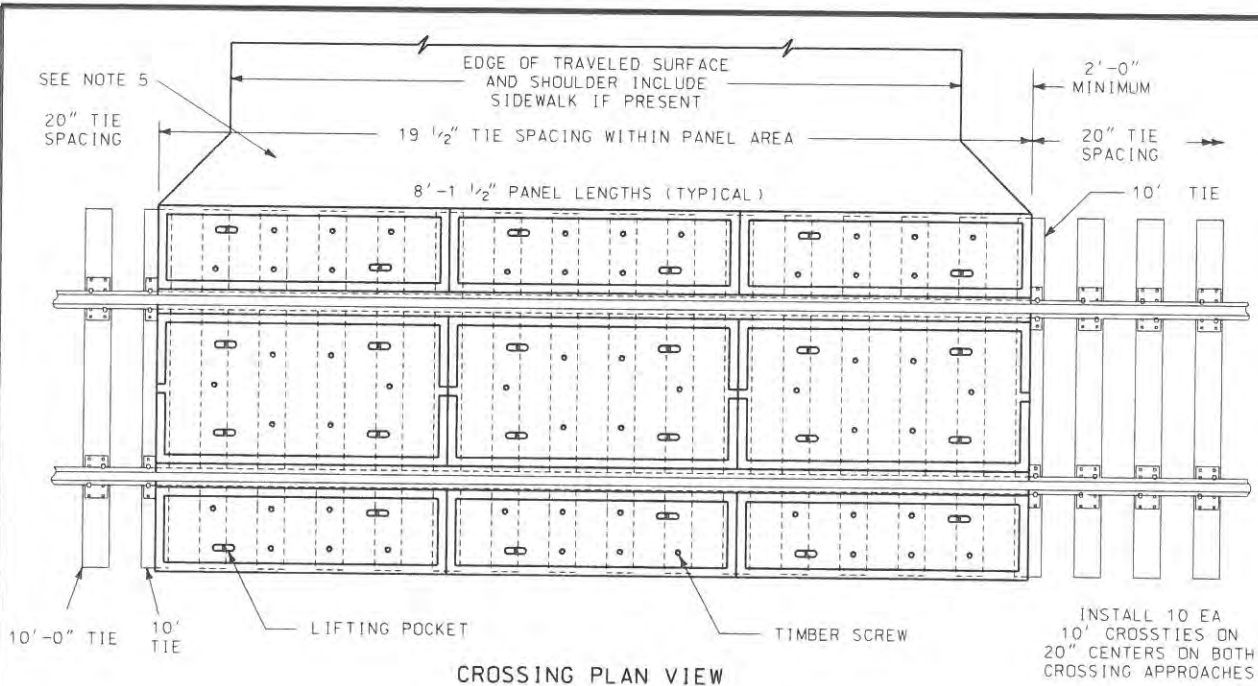 EDGE OF TRAVELED SURFACE
AND SHOULDER INCLUDE
SIDEWALK IF PRESENT
SEE NOTE 5
2'-0"
MINIMUM
20" TIE
SPACING
19 1/2" TIE SPACING WITHIN PANEL AREA
20" TIE
SPACING
8'-1 1/2" PANEL LENGTHS (TYPICAL)
10' TIE
10'-0" TIE
10'
TIE
LIFTING POCKET
TIMBER SCREW
INSTALL 10 EA
10' CROSSTIES ON
20" CENTERS ON BOTH
CROSSING APPROACHES
CROSSING PLAN VIEW